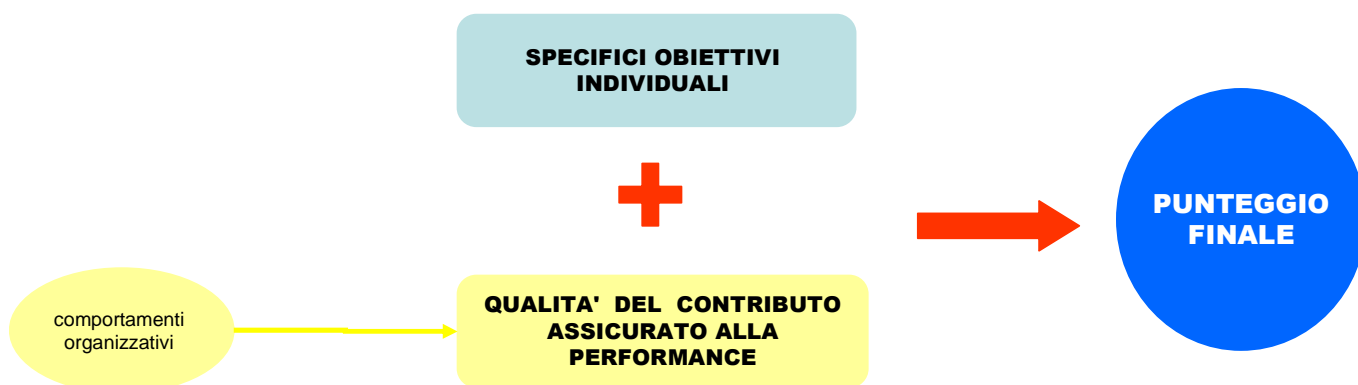 SPECIFICI OBIETTIVI
INDIVIDUALI
PUNTEGGIO
FINALE
comportamenti
organizzativi
QUALITA' DEL CONTRIBUTO
ASSICURATO ALLA
PERFORMANCE